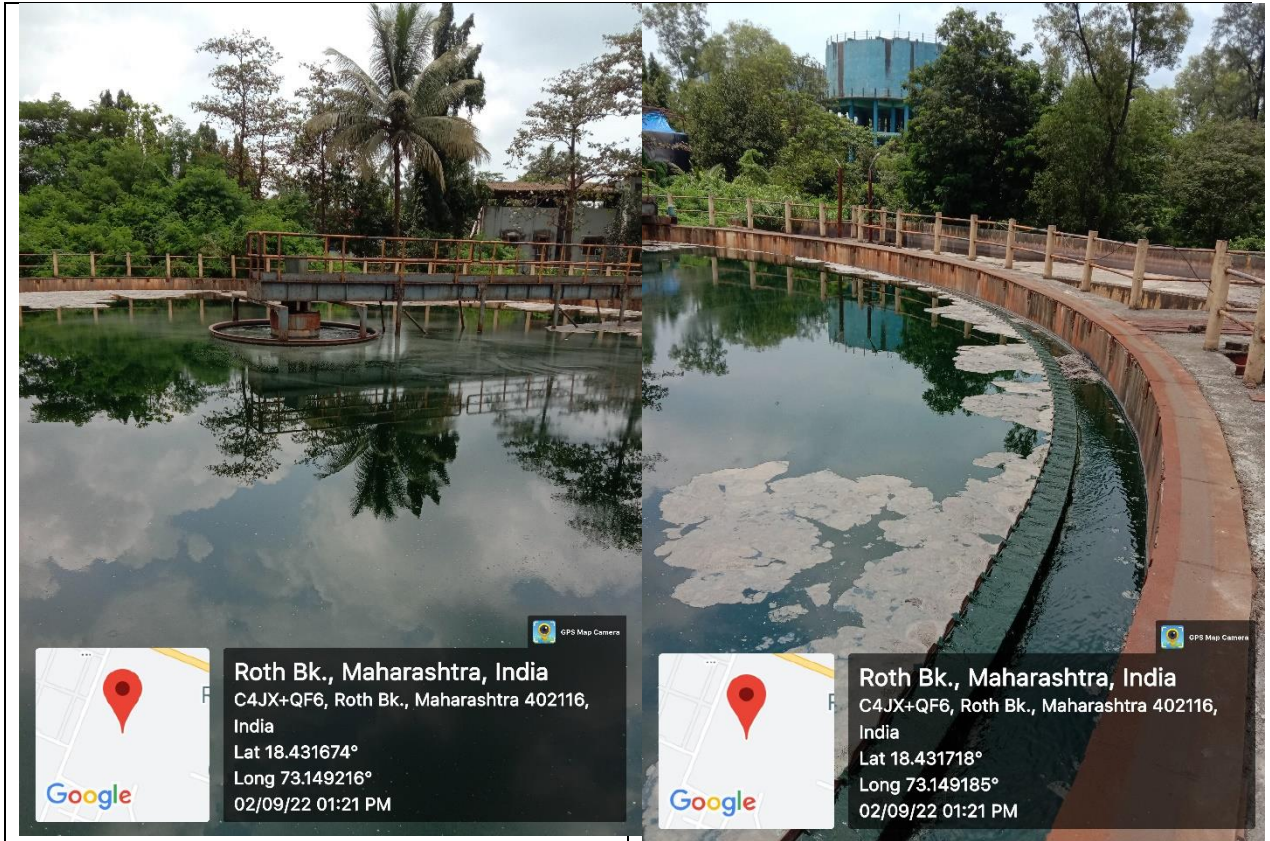 GPS Map Camera
Google
Roth Bk., Maharashtra, India
C4JX+QF6, Roth Bk., Maharashtra 402116,
India
Lat 18.431674°
Long 73.149216°
02/09/22 01:21 PM
GPS Map Camera
Google
Roth Bk., Maharashtra, India
C4JX+QF6, Roth Bk., Maharashtra 402116,
India
Lat 18.431718°
Long 73.149185°
02/09/22 01:21 PM